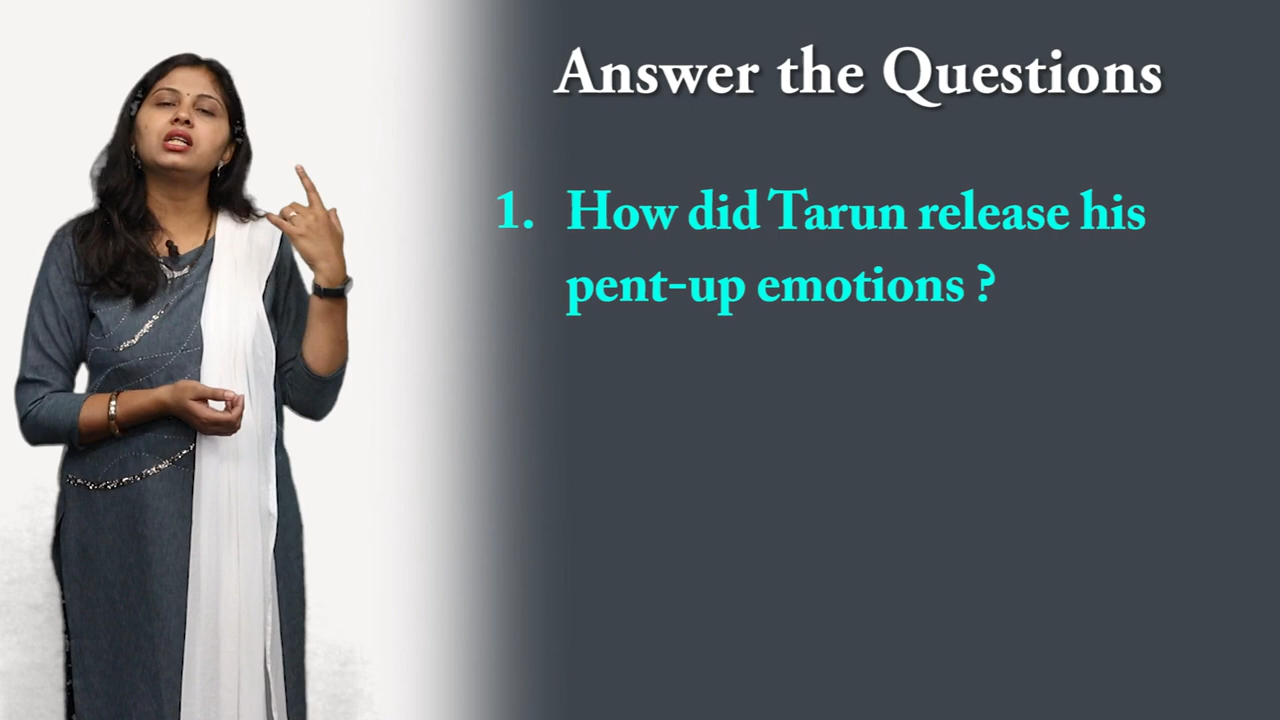 Answer the Questions
1. How did Tarun release his
pent-up emotions ?